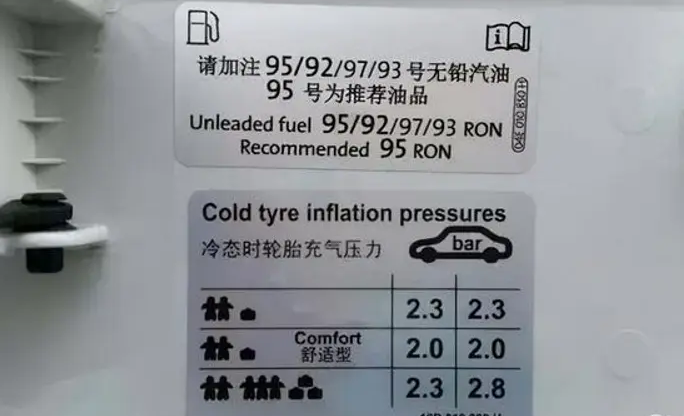 请加注 95/92/97/93 号无铅汽油
95 号为推荐油品
Unleaded fuel 95/92/97/93 RON
Recommended 95 RON
04E 010 830 H
Cold tyre inflation pressures
冷态时轮胎充气压力
bar
2.3 2.3
Comfort
舒适型
2.0 2.0
2.3 2.8